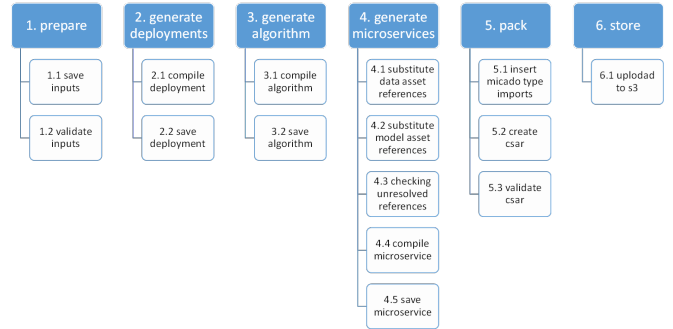 1. prepare
1.1 save
inputs
1.2 validate
inputs
2. generate
deployments
2.1 compile
deployment
2.2 save
deployment
3. generate
algorithm
3.1 compile
algorithm
3.2 save
algorithm
4. generate
microservices
4.1 substitute
data asset
references
4.2 substitute
model asset
references
4.3 checking
unresolved
references
4.4 compile
microservice
4.5 save
microservice
5. pack
5.1 insert
micado type
imports
5.2 create
csar
5.3 validate
csar
6. store
6.1 uplodad
to s3